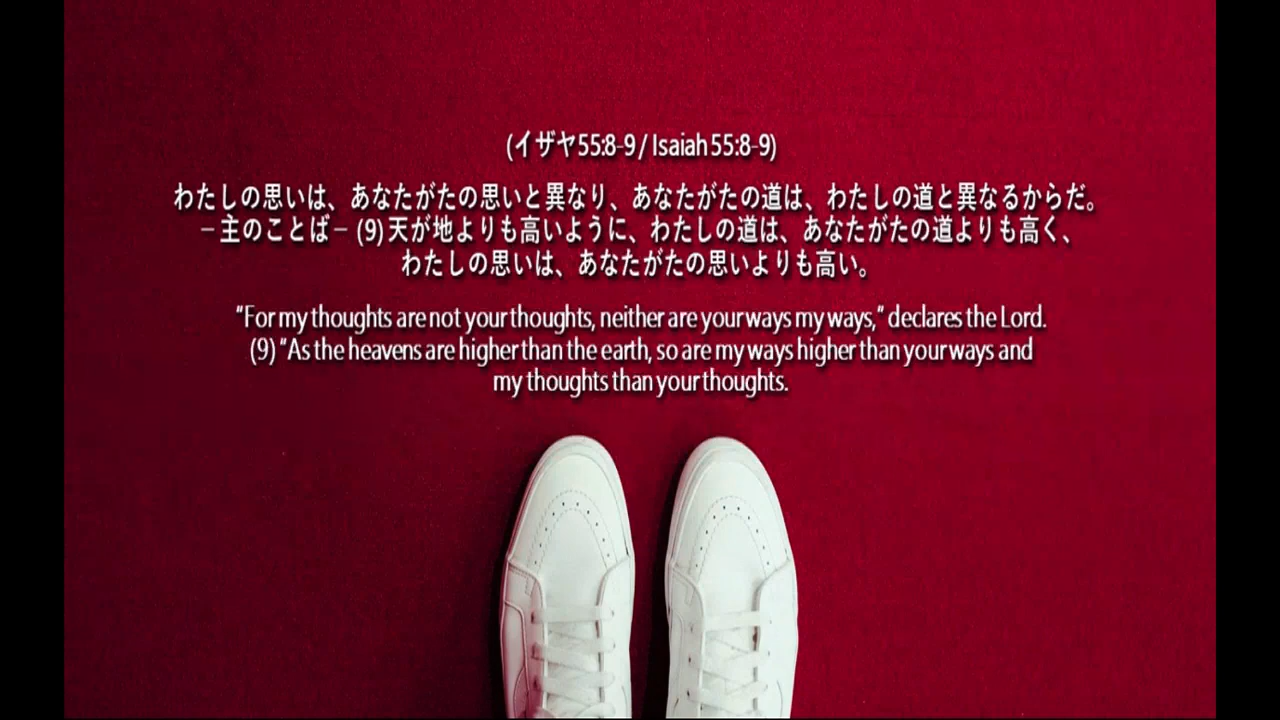 (イザヤ55:8-9 / Isaiah 55:8-9)
わたしの思いは、あなたがたの思いと異なり、あなたがたの道は、わたしの道と異なるからだ。
－主のことば－ (9) 天が地よりも高いように、わたしの道は、あなたがたの道よりも高く、
わたしの思いは、あなたがたの思いよりも高い。
“For my thoughts are not your thoughts, neither are your ways my ways,” declares the Lord.
(9) “As the heavens are higher than the earth, so are my ways higher than your ways and
my thoughts than your thoughts.